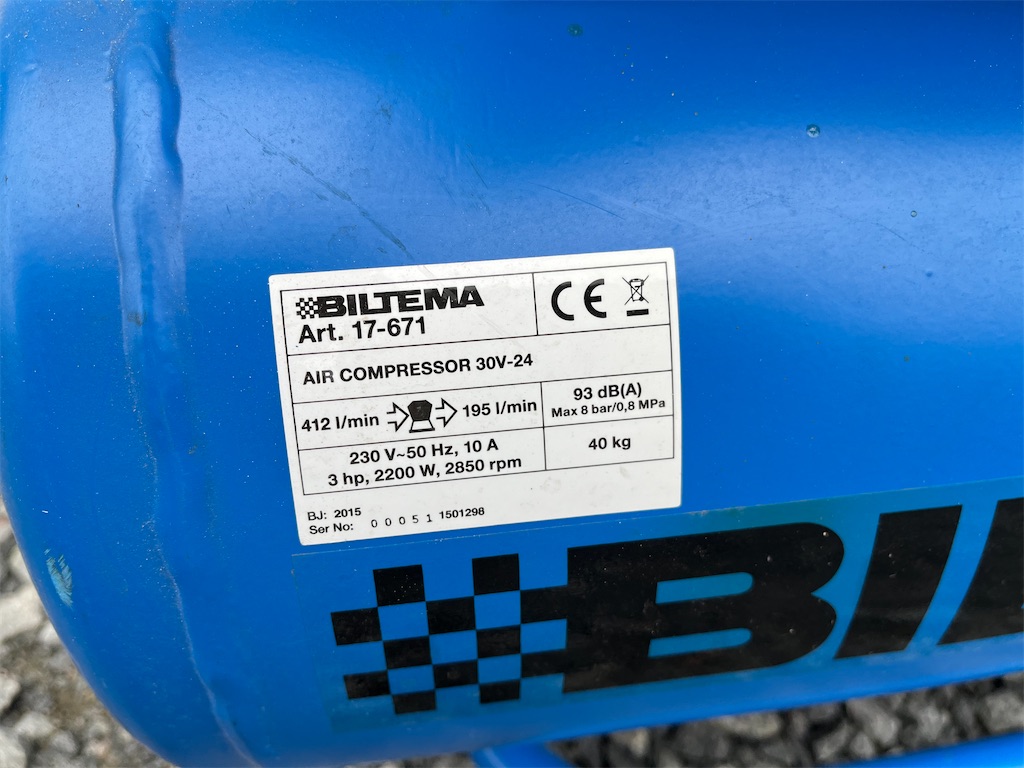 BILTEMA
Art. 17-671
AIR COMPRESSOR 30V-24
412 l/min 195 l/min
93 dB(A)
Max 8 bar/0,8 MPa
230 V~50 Hz, 10 A
3 hp, 2200 W, 2850 rpm
40 kg
BJ: 2015
Ser No: 00051 1501298
CE
BI